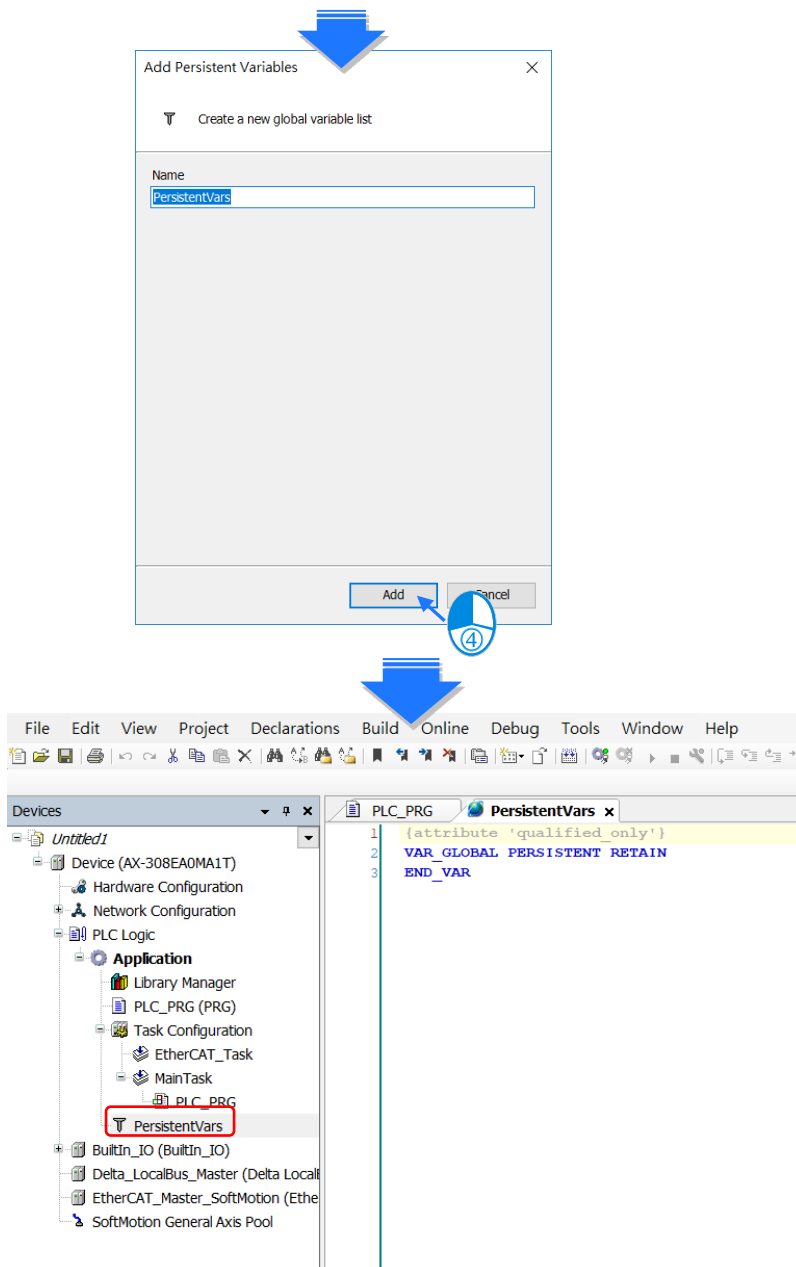 Add Persistent Variables
Create a new global variable list
Name
PersistentVars
Add
④
File Edit View Project Declarations Build Online Debug Tools Window Help
Devices
PLC_PRG PersistentVars
Untitled1
1 {attribute 'qualified_only'}
2 VAR_GLOBAL PERSISTENT RETAIN
3 END_VAR
Device (AX-308EA0MA1T)
Hardware Configuration
Network Configuration
PLC Logic
Application
Library Manager
PLC_PRG (PRG)
Task Configuration
EtherCAT_Task
MainTask
PLC_PRG
PersistentVars
BuiltIn_IO (BuiltIn_IO)
Delta_LocalBus_Master (Delta Local
EtherCAT_Master_SoftMotion (Ethe
SoftMotion General Axis Pool